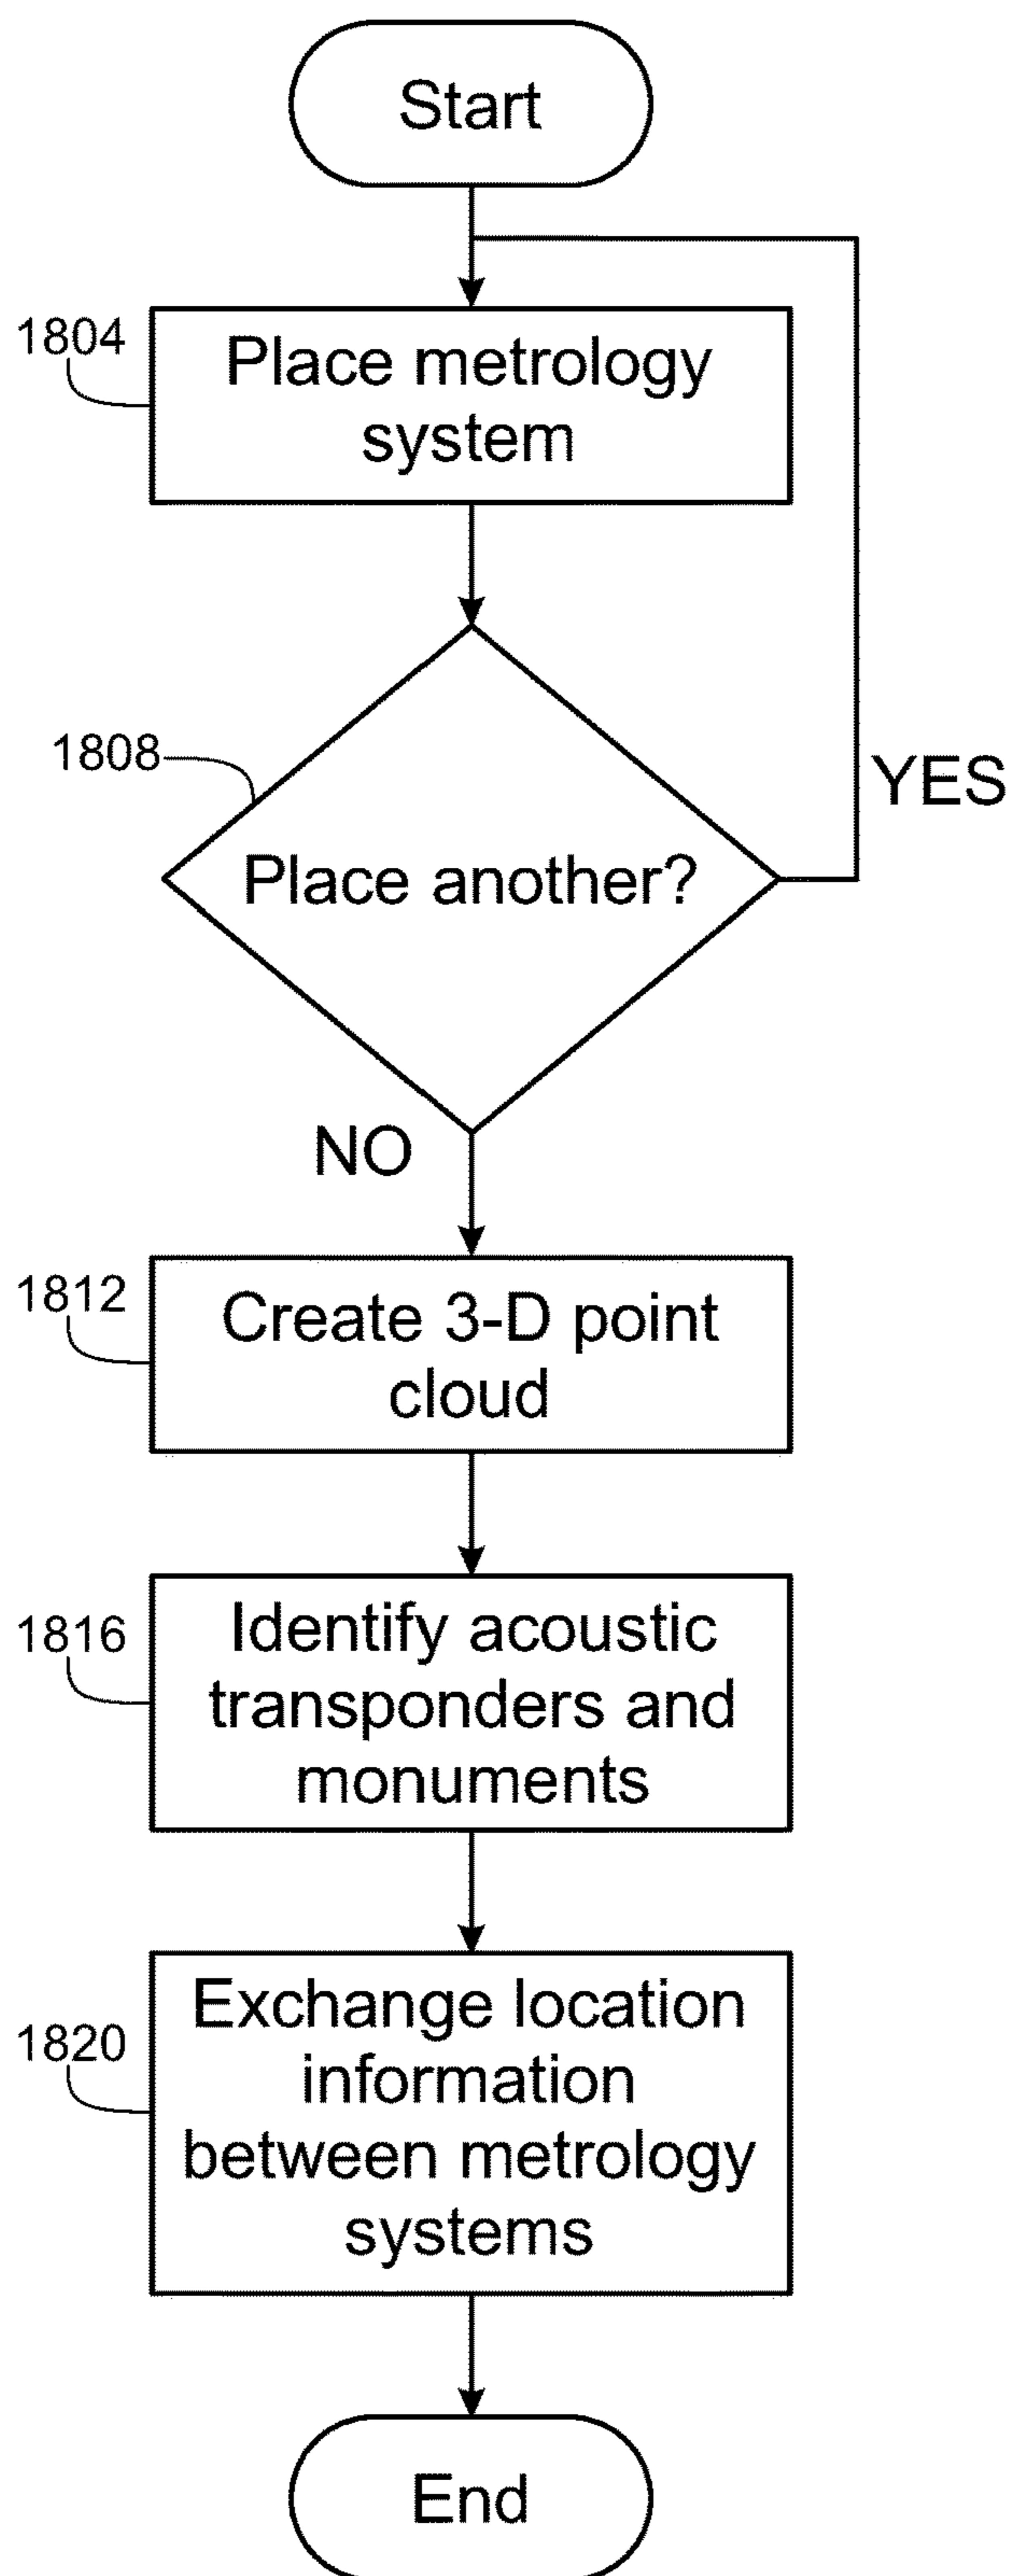 Start
1804
Place metrology
system
1808
Place another?
YES
NO
1812
Create 3-D point
cloud
1816
Identify acoustic
transponders and
monuments
1820
Exchange location
information
between metrology
systems
End